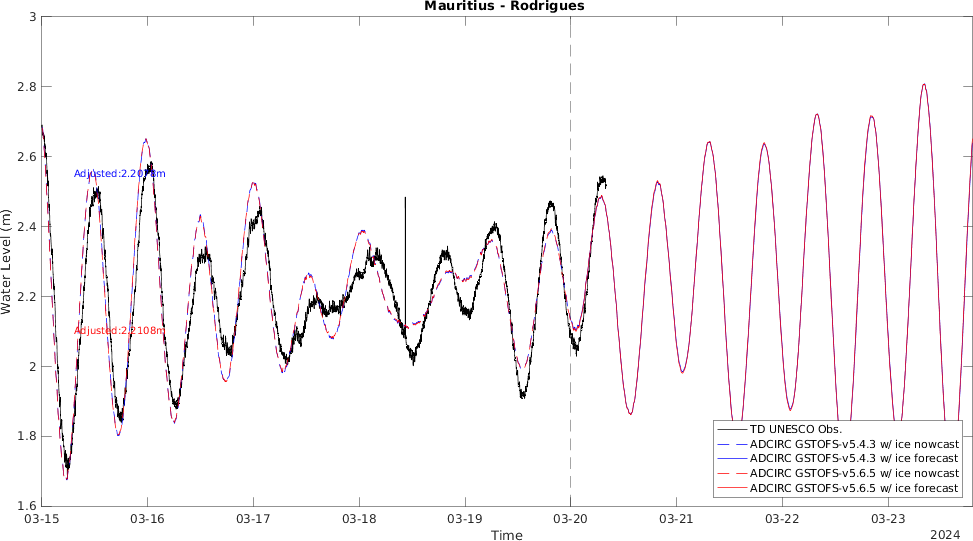 Mauritius - Rodrigues
3
2.8
2.6
2.4
2.2
2
1.8
1.6
Water Level (m)
Adjusted:2.2108m
TD UNESCO Obs.
ADCIRC GSTOFS-v5.4.3 w/ ice nowcast
ADCIRC GSTOFS-v5.4.3 w/ ice forecast
ADCIRC GSTOFS-v5.6.5 w/ ice nowcast
ADCIRC GSTOFS-v5.6.5 w/ ice forecast
03-15 03-16 03-17 03-18 03-19 03-20 03-21 03-22 03-23
Time
2024